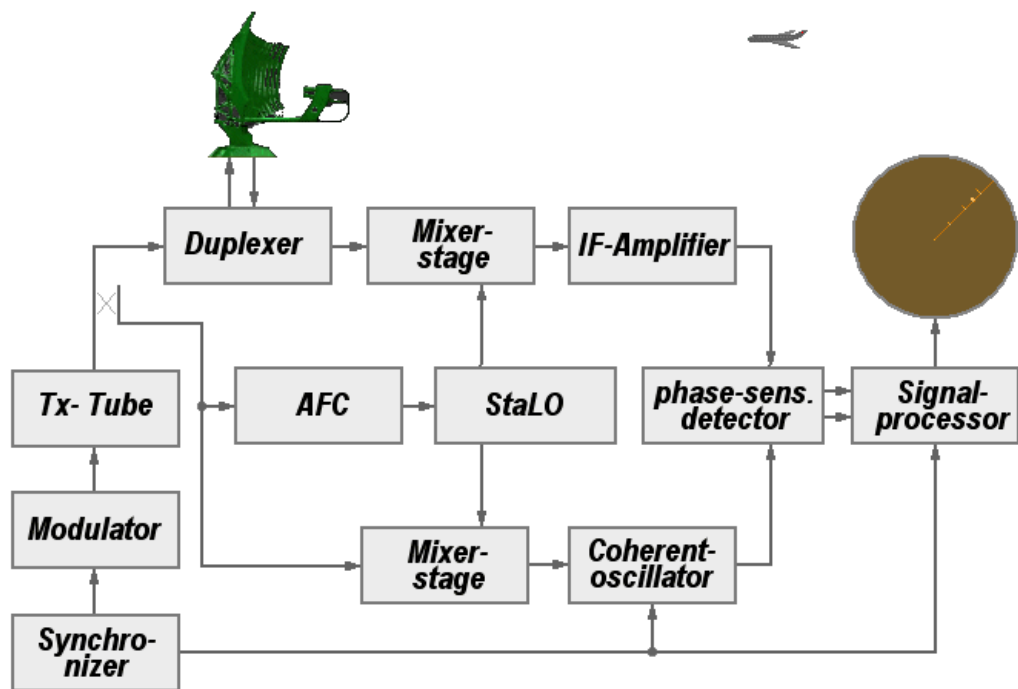 Duplexer
Mixer-
stage
IF-Amplifier
Tx- Tube
AFC
StaLO
phase-sens.
detector
Signal-
processor
Modulator
Mixer-
stage
Coherent-
oscillator
Synchro-
nizer